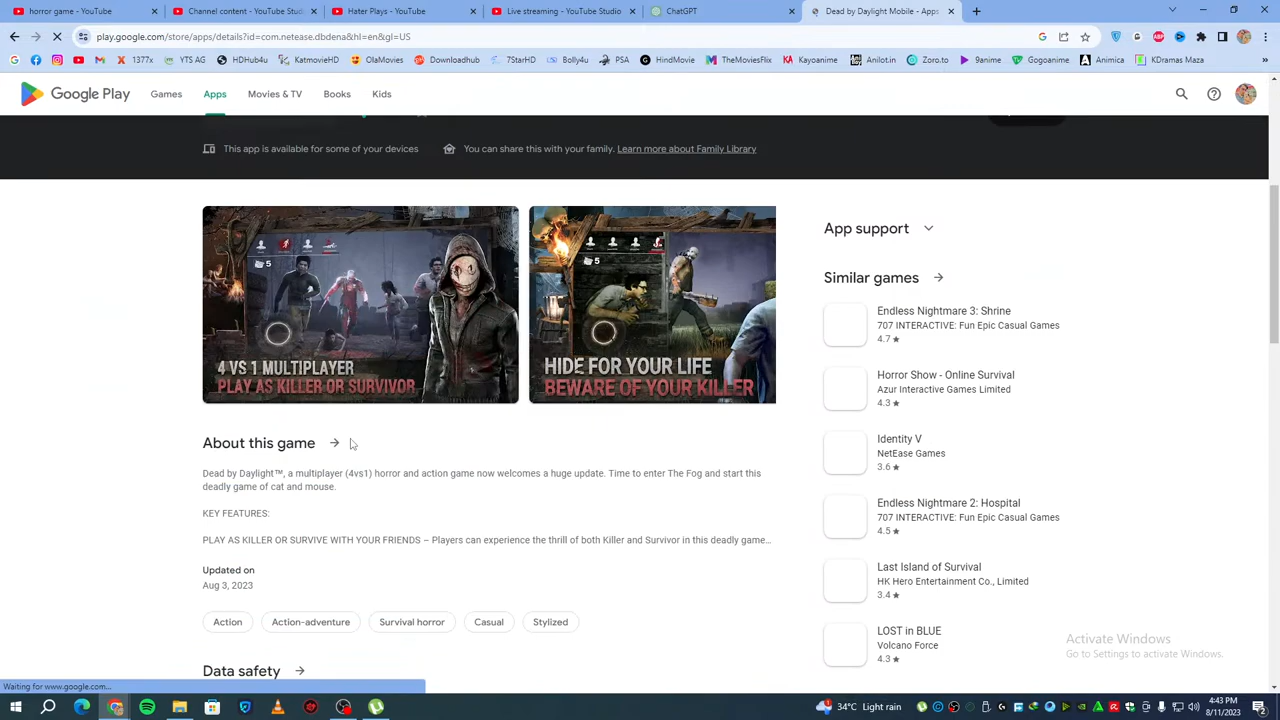 horror game - YouTube
Streaming - YouTube
Hater Plays - YouTube
Live streaming - YouTube Studio
ChatGPT
Dead by Daylight Mobile - Apps
play.google.com/store/apps/details?id=com.netease.dbdena&hl=en&gl=US
1377x
YTS AG
HDHub4u
KatmovieHD
OlaMovies
Downloadhub
7StarHD
Bolly4u
PSA
HindMovie
TheMoviesFlix
Kayoanime
Anilot.in
Zoro.to
9anime
Gogoanime
Animica
KDramas Maza
Google Play
Games
Apps
Movies & TV
Books
Kids
This app is available for some of your devices
You can share this with your family. Learn more about Family Library
5
4 VS 1 MULTIPLAYER
PLAY AS KILLER OR SURVIVOR
5
HIDE FOR YOUR LIFE
BEWARE OF YOUR KILLER
About this game
Dead by Daylight™, a multiplayer (4vs1) horror and action game now welcomes a huge update. Time to enter The Fog and start this
deadly game of cat and mouse.
KEY FEATURES:
PLAY AS KILLER OR SURVIVE WITH YOUR FRIENDS – Players can experience the thrill of both Killer and Survivor in this deadly game…
Updated on
Aug 3, 2023
Action
Action-adventure
Survival horror
Casual
Stylized
Data safety
App support
Similar games
Endless Nightmare 3: Shrine
707 INTERACTIVE: Fun Epic Casual Games
4.7
Horror Show - Online Survival
Azur Interactive Games Limited
4.3
Identity V
NetEase Games
3.6
Endless Nightmare 2: Hospital
707 INTERACTIVE: Fun Epic Casual Games
4.5
Last Island of Survival
HK Hero Entertainment Co., Limited
3.4
LOST in BLUE
Volcano Force
4.3
Activate Windows
Go to Settings to activate Windows.
Waiting for www.google.com...
34°C Light rain
4:43 PM
8/11/2023